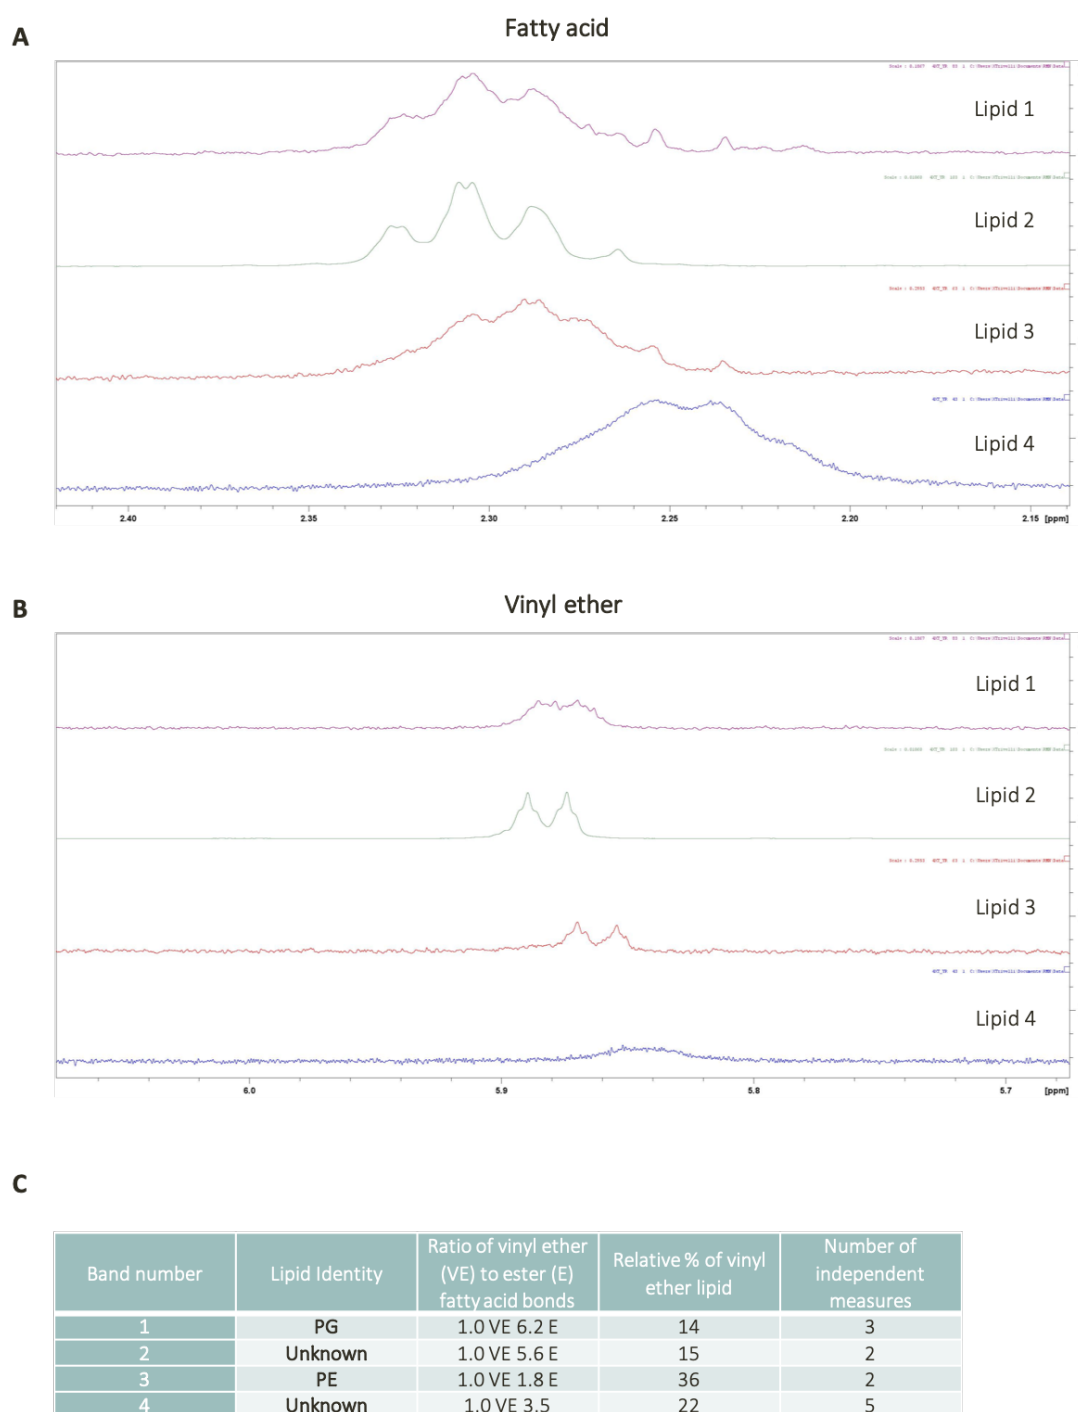 A
Fatty acid
Lipid 1
Lipid 2
Lipid 3
Lipid 4
2.40 2.35 2.30 2.25 2.20 2.15 [ppm]
B
Vinyl ether
Lipid 1
Lipid 2
Lipid 3
Lipid 4
6.0 5.9 5.8 5.7 [ppm]
C
Band number
Lipid Identity
Ratio of vinyl ether
(VE) to ester (E)
fatty acid bonds
Relative % of vinyl
ether lipid
Number of
independent
measures
1 PG 1.0 VE 6.2 E 14 3
2 Unknown 1.0 VE 5.6 E 15 2
3 PE 1.0 VE 1.8 E 36 2
4 Unknown 1.0 VE 3.5 22 5